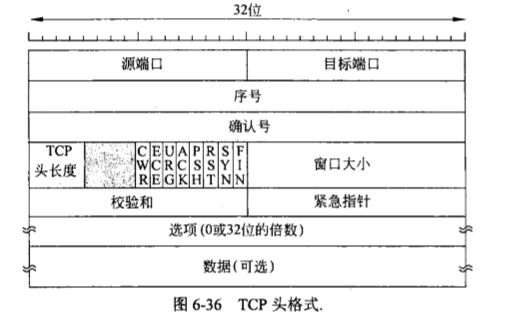 32位
源端口 目标端口
序号
确认号
TCP
头长度
CWR ECE URG ACK PSH RST SYN FIN
窗口大小
校验和 紧急指针
选项(0或32位的倍数)
数据(可选)
图 6-36 TCP 头格式.